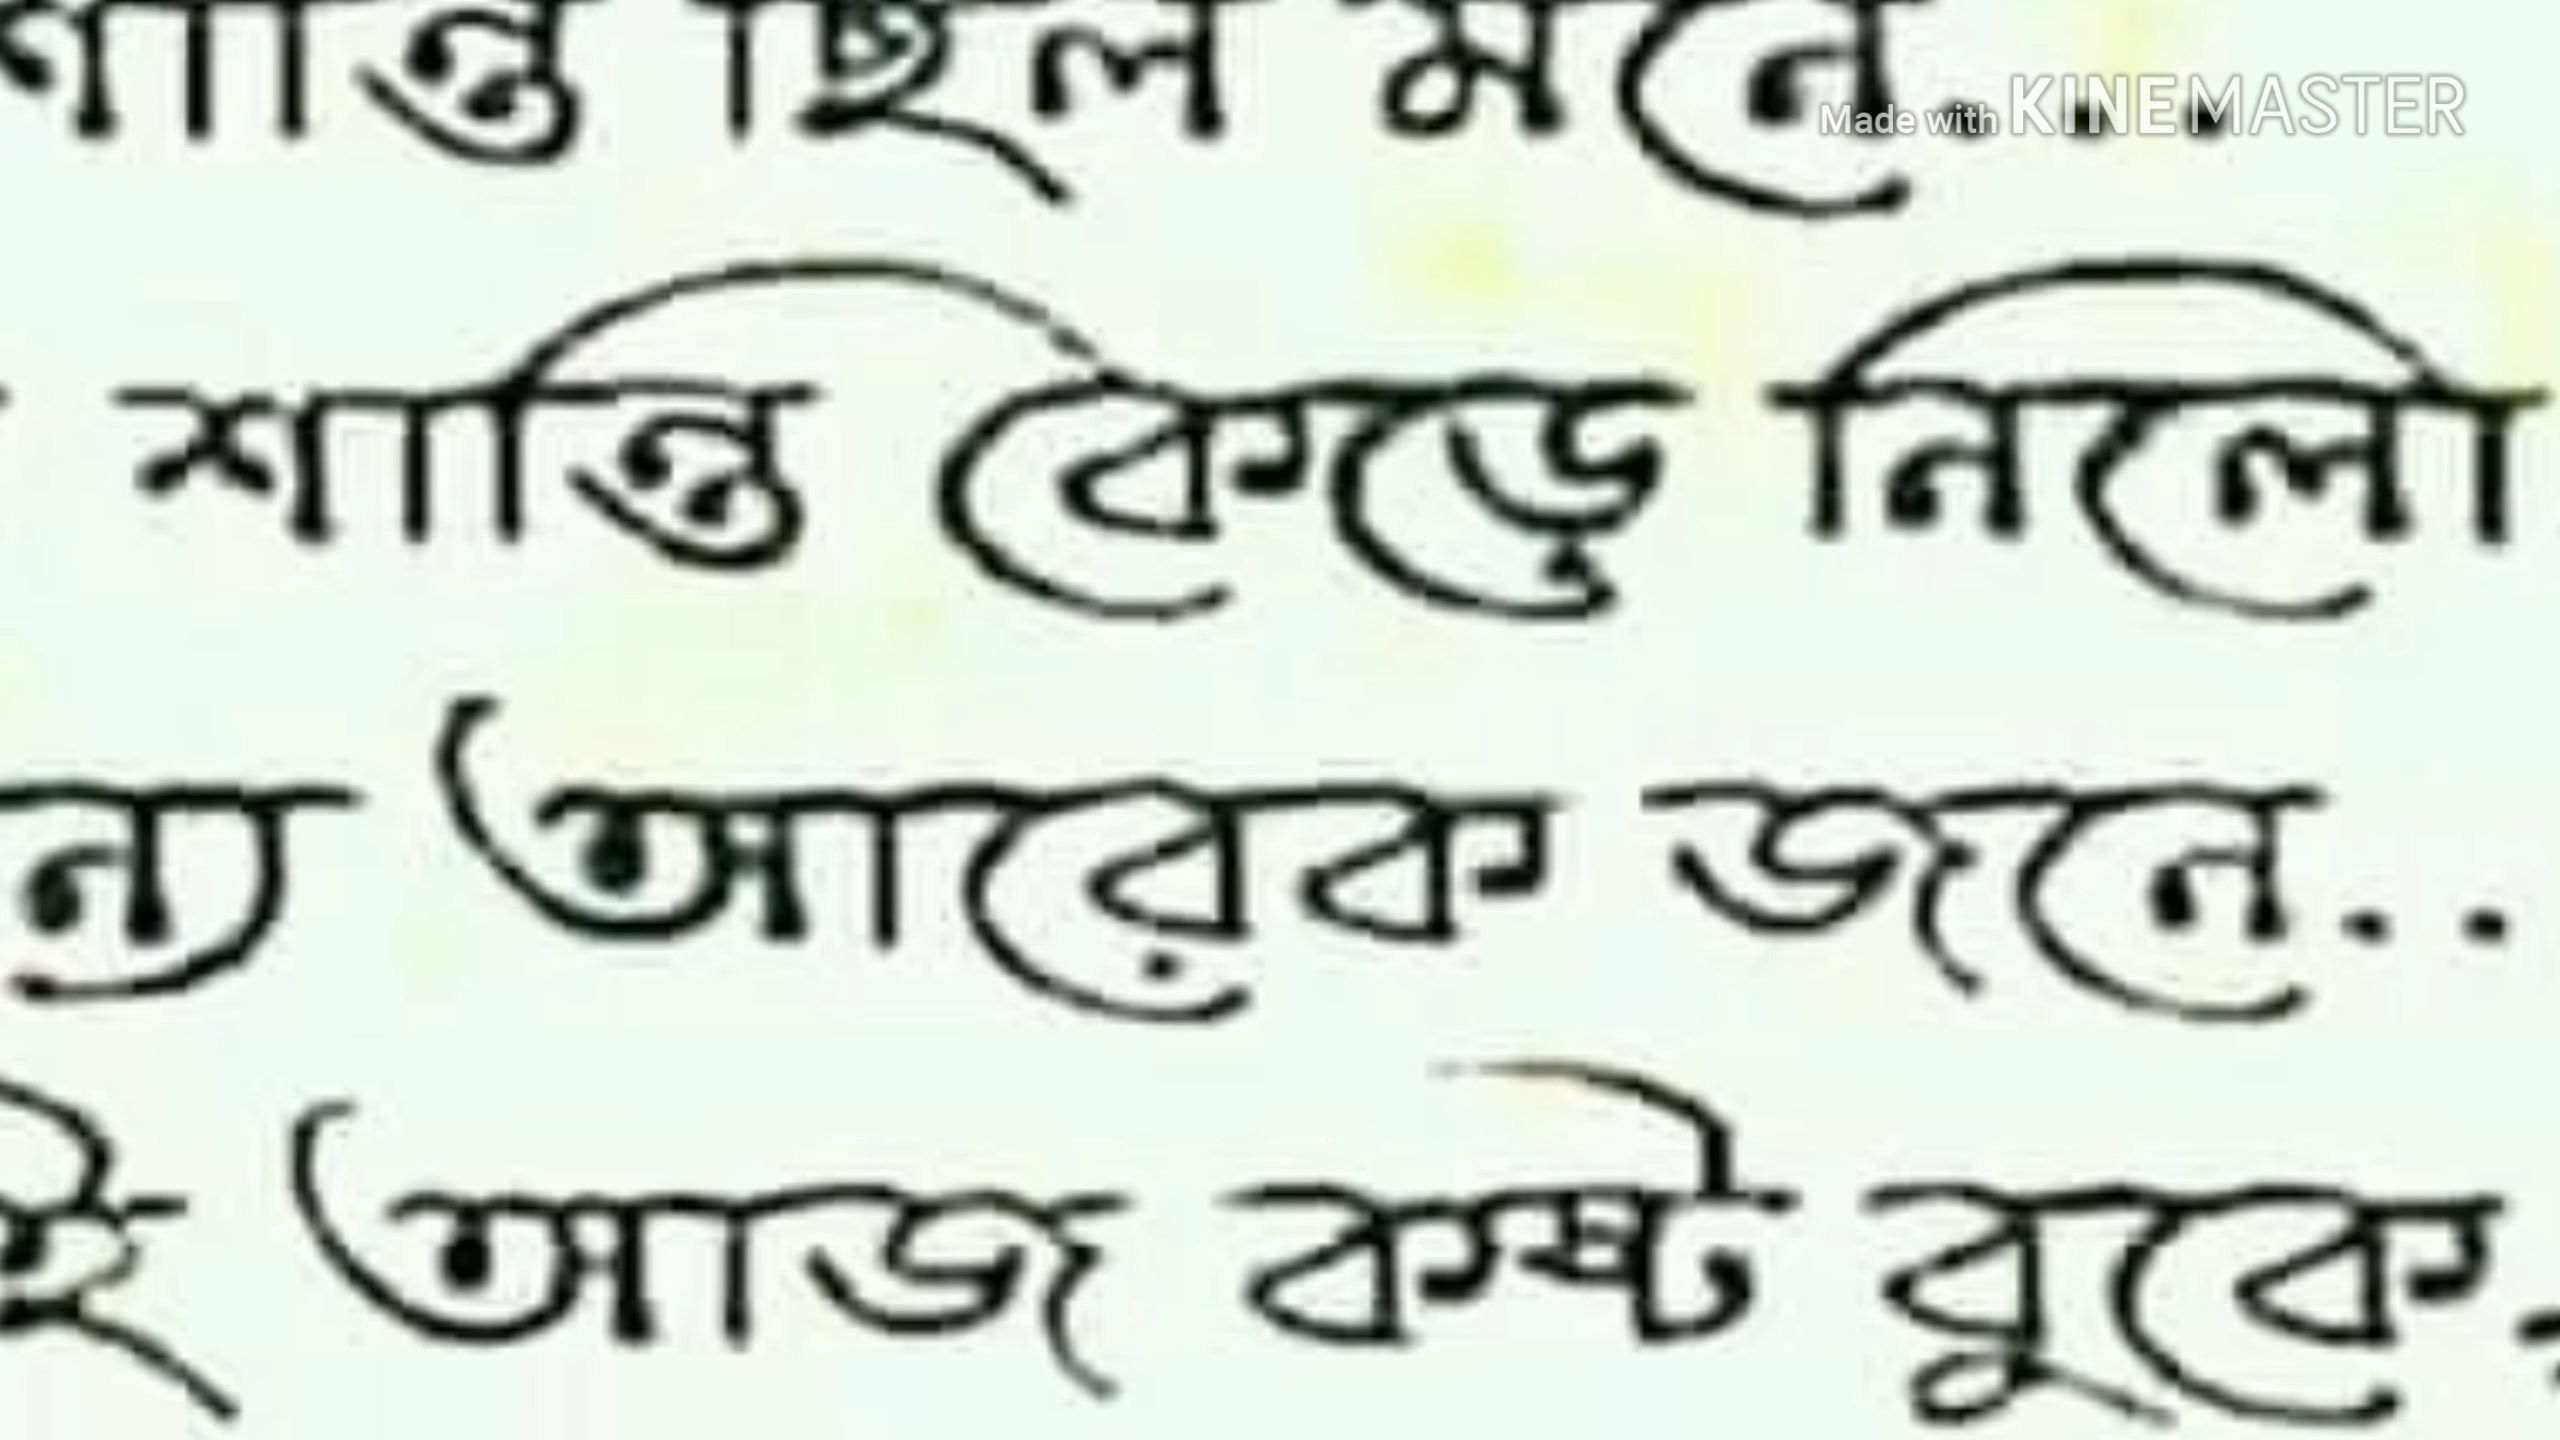 শান্তি ছিল মনে...
Made with KINEMASTER
শান্তি কেড়ে নিলো
আরেক জনে..
আজ কষ্ট বুকে